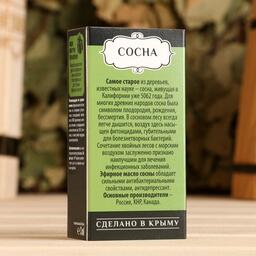 СОСНА
Самое старое из деревьев,
известных науке – сосна, живущая в
Калифорнии уже 5062 года. Для
многих древних народов сосна была
символом плодородия, рождения,
бессмертия. В сосновом лесу всегда
легче дышится, воздух здесь насы-
щен фитонцидами, губительными
для болезнетворных бактерий.
Сочетание хвойных лесов с морским
воздухом заслуженно признано
наилучшим для лечения
инфекционных заболеваний.
Эфирное масло сосны обладает
сильными антибактериальными
свойствами, антидепрессант.
Основные производители –
Россия, КНР, Канада.
СДЕЛАНО В КРЫМУ